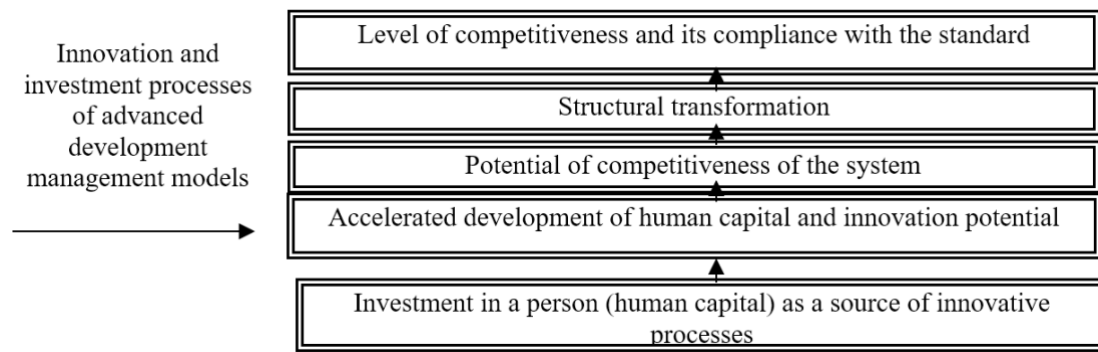 Innovation and
investment processes
of advanced
development
management models
Level of competitiveness and its compliance with the standard
Structural transformation
Potential of competitiveness of the system
Accelerated development of human capital and innovation potential
Investment in a person (human capital) as a source of innovative
processes